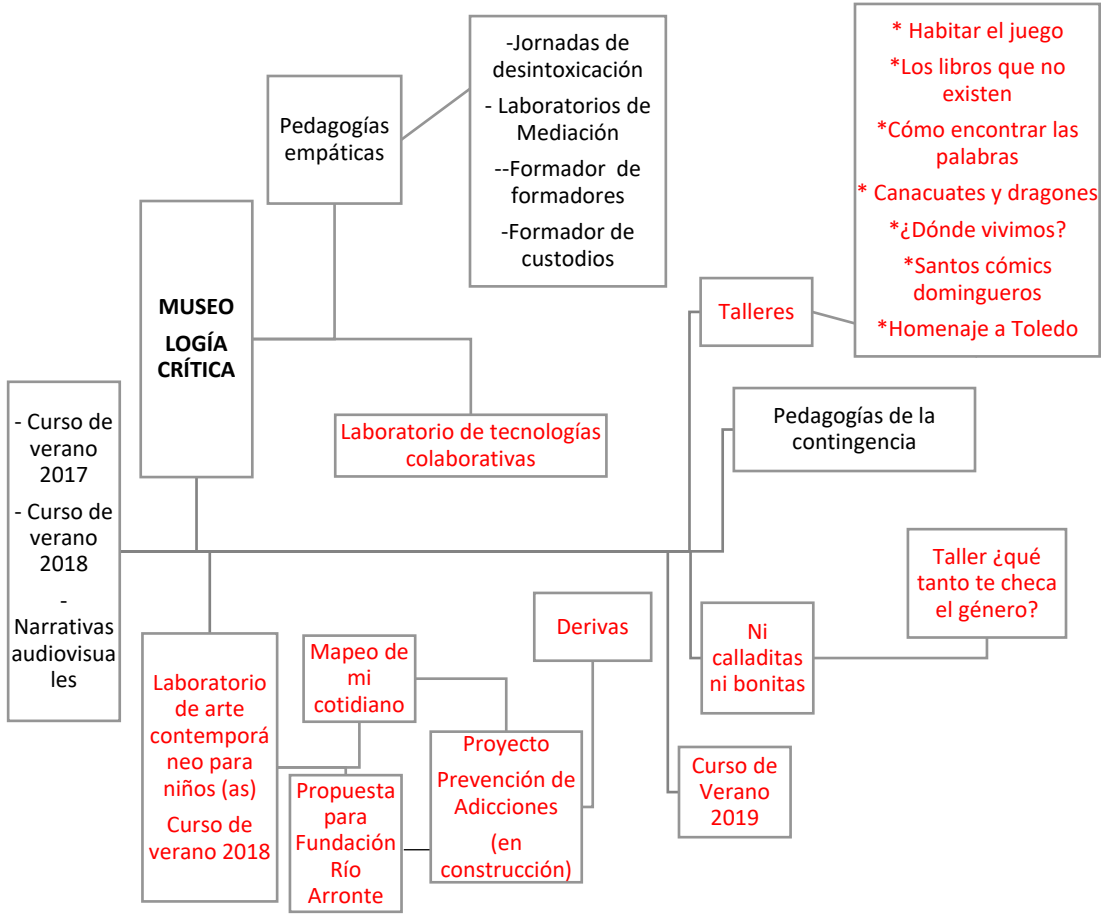 -Jornadas de
desintoxicación
- Laboratorios de
Mediación
--Formador de
formadores
-Formador de
custodios
Pedagogías
empáticas
* Habitar el juego
*Los libros que no
existen
*Cómo encontrar las
palabras
* Canacuates y dragones
*¿Dónde vivimos?
*Santos cómics
domingueros
*Homenaje a Toledo
Talleres
MUSEO
LOGÍA
CRÍTICA
Laboratorio de tecnologías
colaborativas
Pedagogías de la
contingencia
- Curso de
verano
2017
- Curso de
verano
2018
-
Narrativas
audiovisua
les
Taller ¿qué
tanto te checa
el género?
Ni
calladitas
ni bonitas
Derivas
Mapeo de
mi
cotidiano
Laboratorio
de arte
contemporá
neo para
niños (as)
Curso de
verano 2018
Propuesta
para
Fundación
Río
Arronte
Proyecto
Prevención de
Adicciones
(en
construcción)
Curso de
Verano
2019